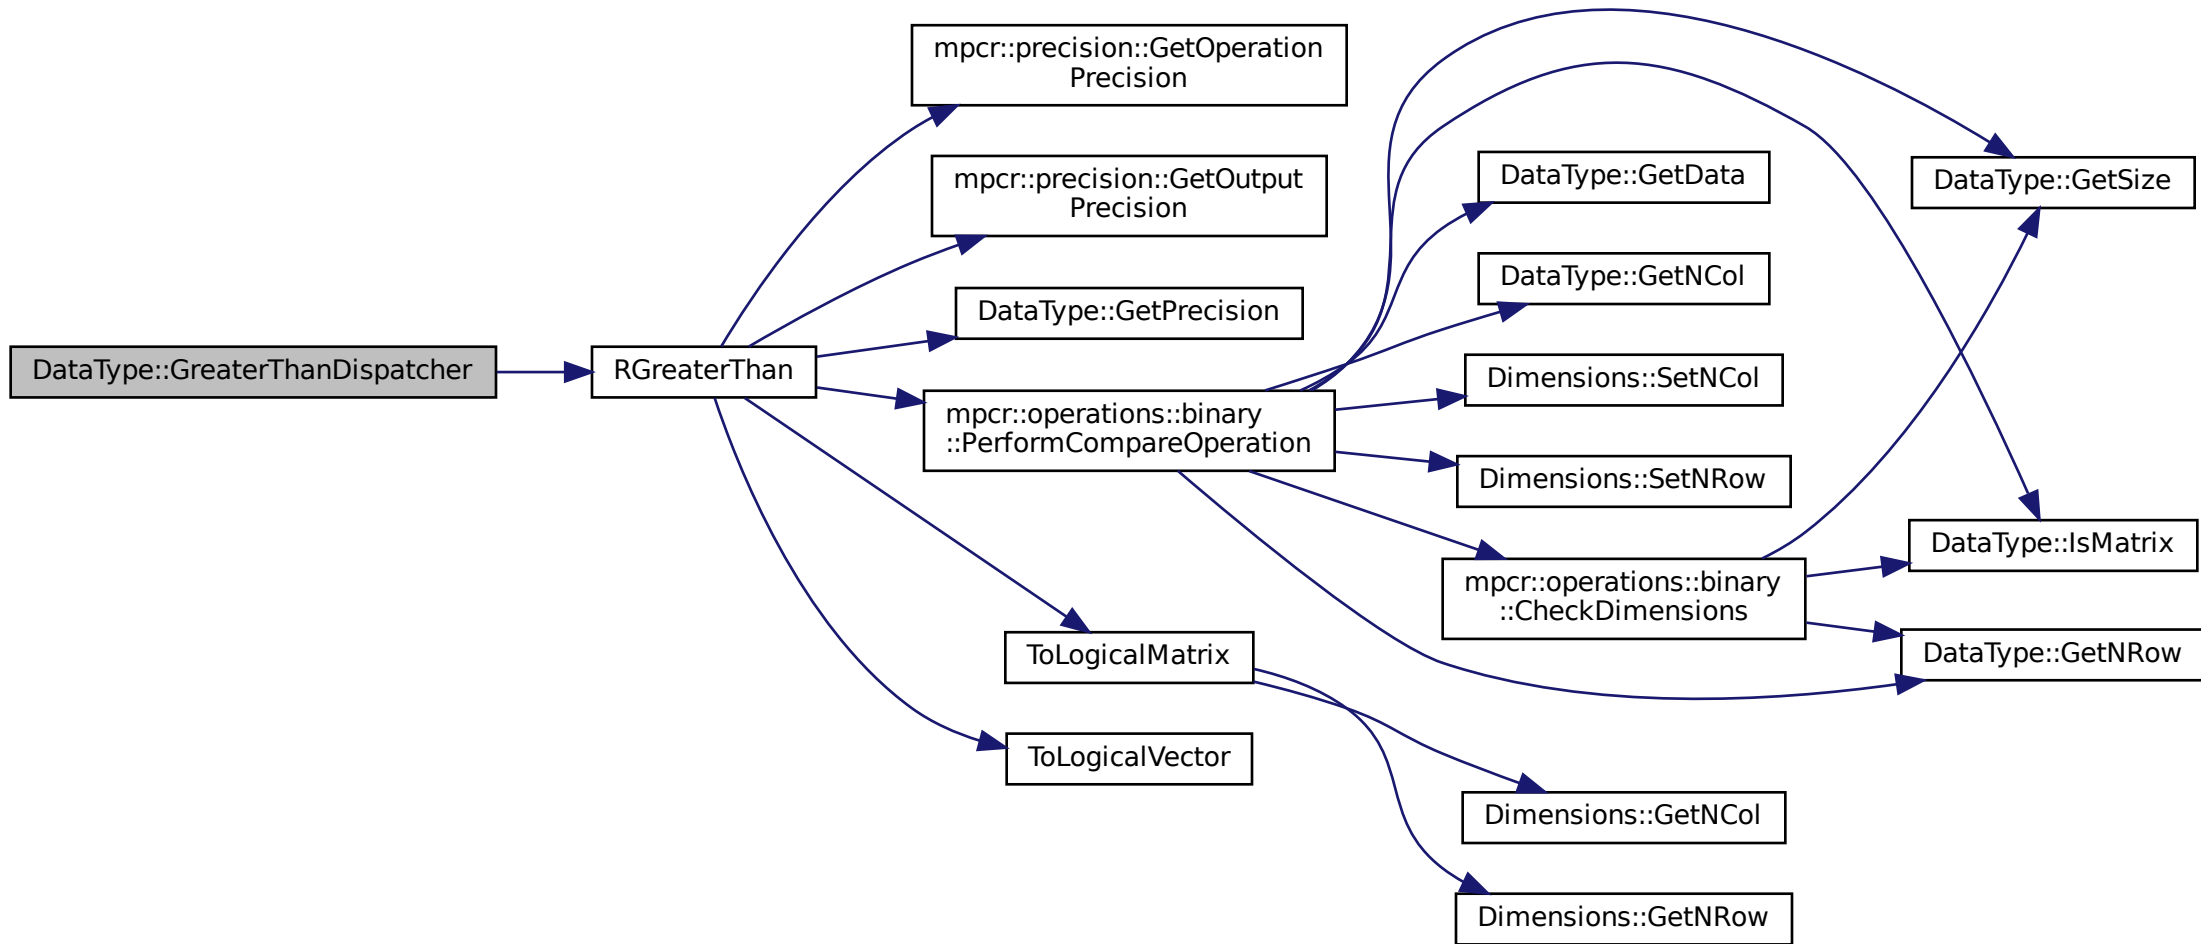 DataType::GreaterThanDispatcher
RGreaterThan
mpcr::precision::GetOperation
Precision
mpcr::precision::GetOutput
Precision
DataType::GetPrecision
mpcr::operations::binary
::PerformCompareOperation
ToLogicalMatrix
ToLogicalVector
DataType::GetData
DataType::GetNCol
Dimensions::SetNCol
Dimensions::SetNRow
mpcr::operations::binary
::CheckDimensions
Dimensions::GetNCol
Dimensions::GetNRow
DataType::GetSize
DataType::IsMatrix
DataType::GetNRow